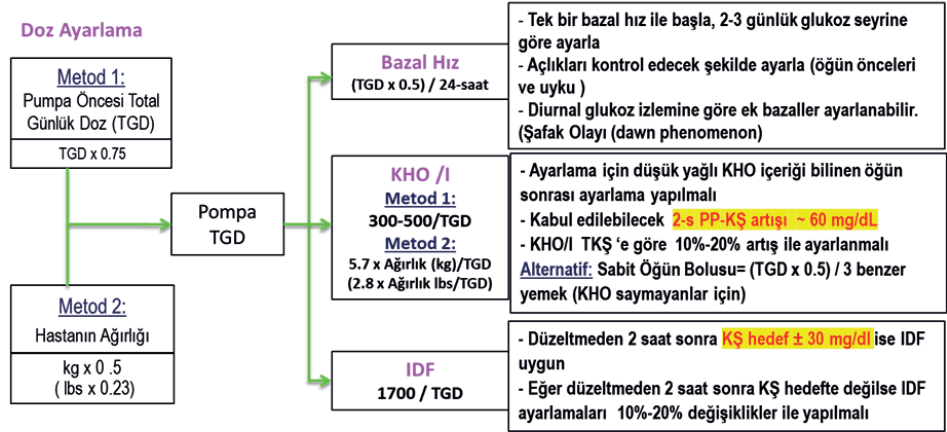 Doz Ayarlama
Metod 1:
Pumpa Öncesi Total
Günlük Doz (TGD)
TGD x 0.75
Pompa
TGD
Metod 2:
Hastanın Ağırlığı
kg x 0 .5
( lbs x 0.23)
Bazal Hız
(TGD x 0.5) / 24-saat
- Tek bir bazal hız ile başla, 2-3 günlük glukoz seyrine
göre ayarla
- Açlıkları kontrol edecek şekilde ayarla (öğün önceleri
ve uyku )
- Diurnal glukoz izlemine göre ek bazaller ayarlanabilir.
(Şafak Olayı (dawn phenomenon)
KHO /I
Metod 1:
300-500/TGD
Metod 2:
5.7 x Ağırlık (kg)/TGD
(2.8 x Ağırlık lbs/TGD)
- Ayarlama için düşük yağlı KHO içeriği bilinen öğün
sonrası ayarlama yapılmalı
- Kabul edilebilecek 2-s PP-KŞ artışı ~ 60 mg/dL
- KHO/I TKŞ ‘e göre 10%-20% artış ile ayarlanmalı
Alternatif: Sabit Öğün Bolusu= (TGD x 0.5) / 3 benzer
yemek (KHO saymayanlar için)
IDF
1700 / TGD
- Düzeltmeden 2 saat sonra KŞ hedef ± 30 mg/dl ise IDF
uygun
- Eğer düzeltmeden 2 saat sonra KŞ hedefte değilse IDF
ayarlamaları 10%-20% değişiklikler ile yapılmalı